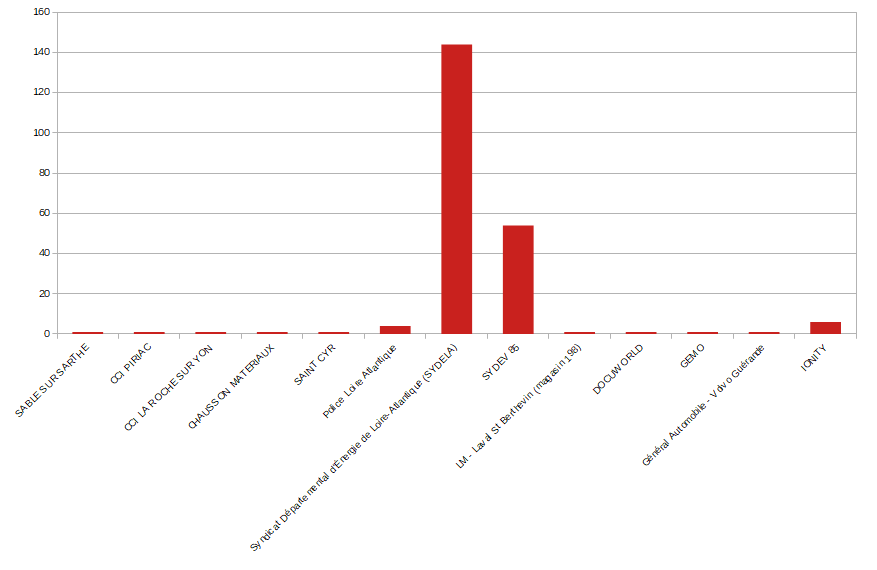 160
140
120
100
80
60
40
20
0
SABLE SUR SARTHE
CCI PIRIAC
CCI LA ROCHE SUR YON
CHAUSSON MATERIAUX
SAINT CYR
Police Loire Atlantique
Syndicat Départemental d'Énergie de Loire-Atlantique (SYDELA)
SYDEV 85
LM - Laval St Berthevin (magasin 198)
DOCUWORLD
GEMO
Général Automobile - Volvo Guérande
IONITY